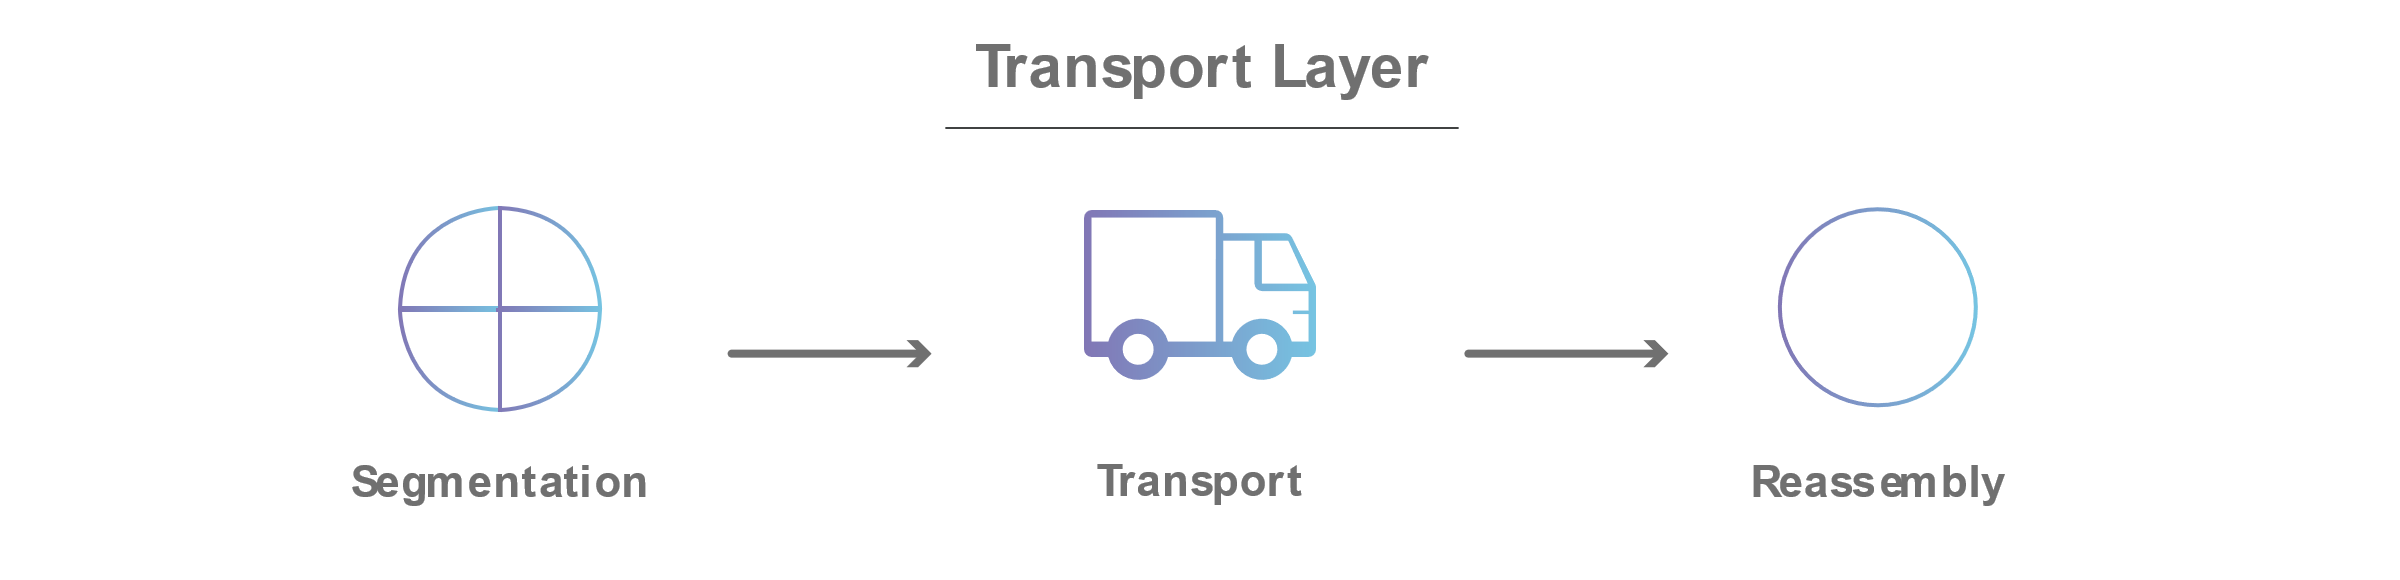 Transport Layer
Segmentation
Transport
Reassembly